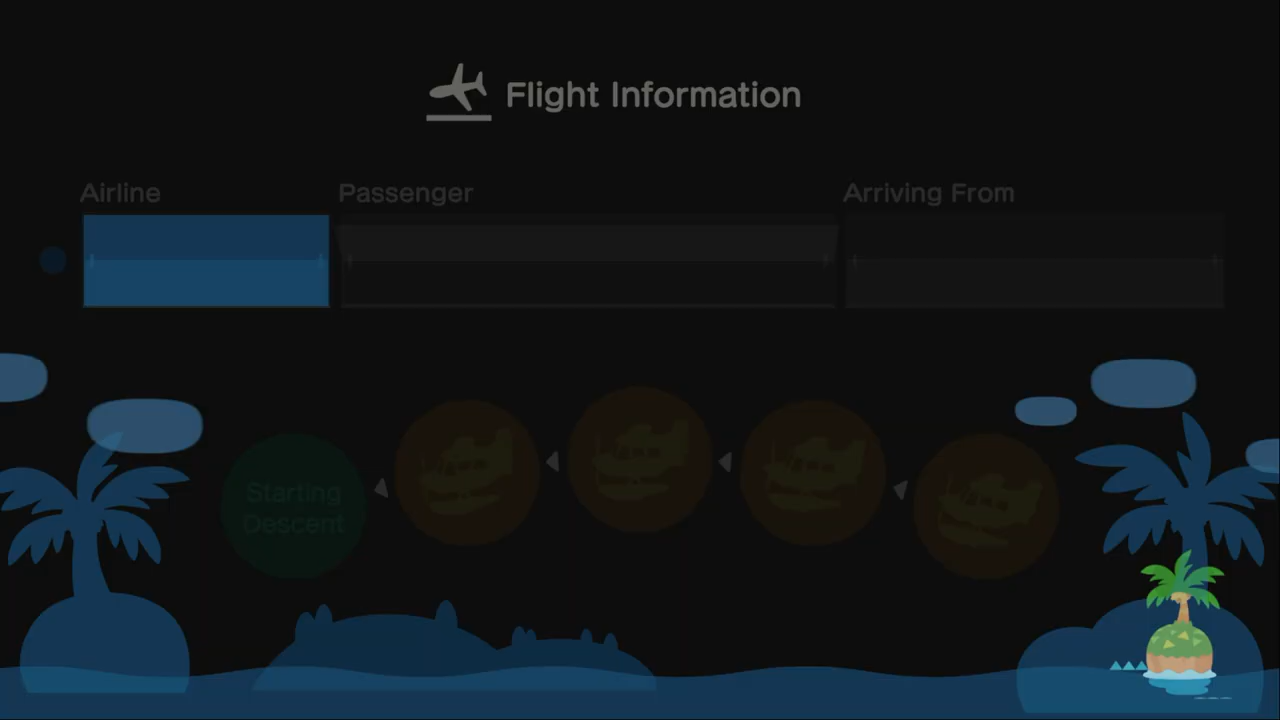 Flight Information
Airline
Passenger
Arriving From
Starting
Descent